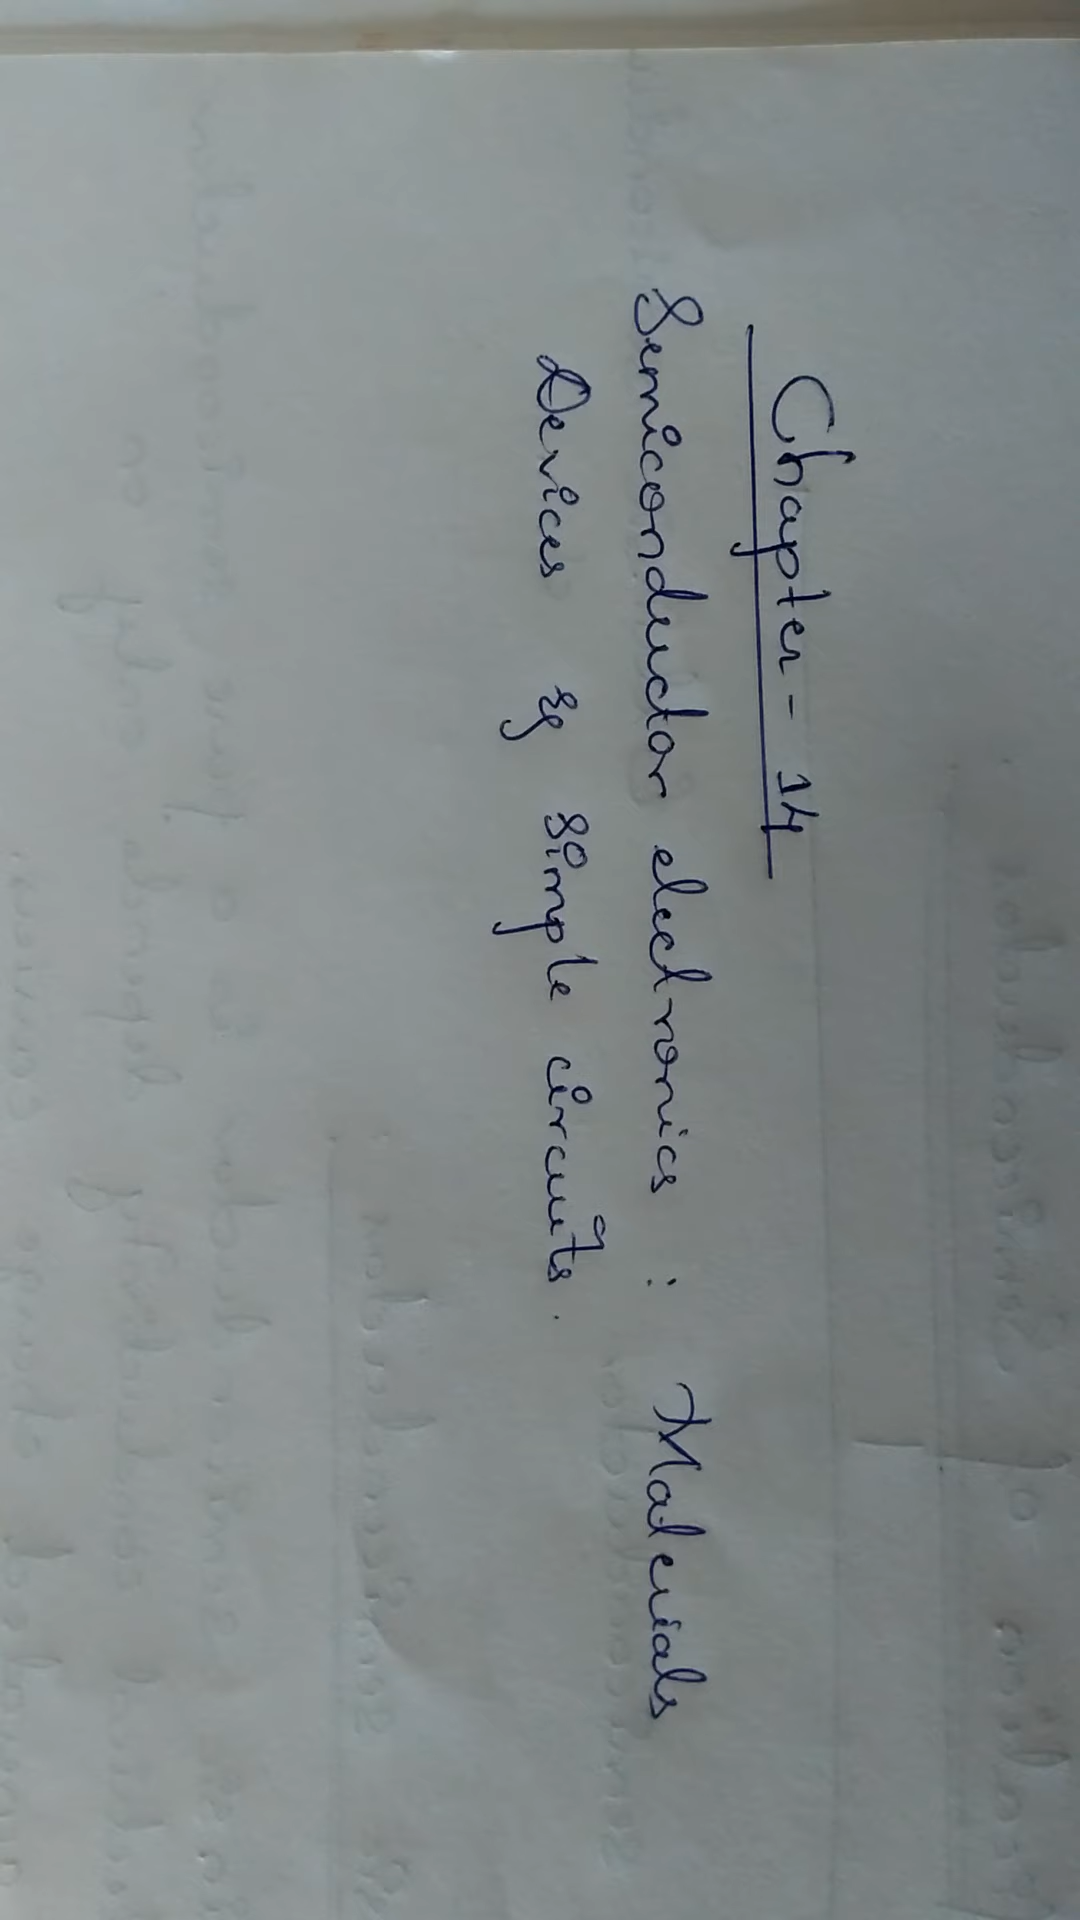 Chapter - 14
Semiconductor electronics : Materials
Devices & Simple circuits.